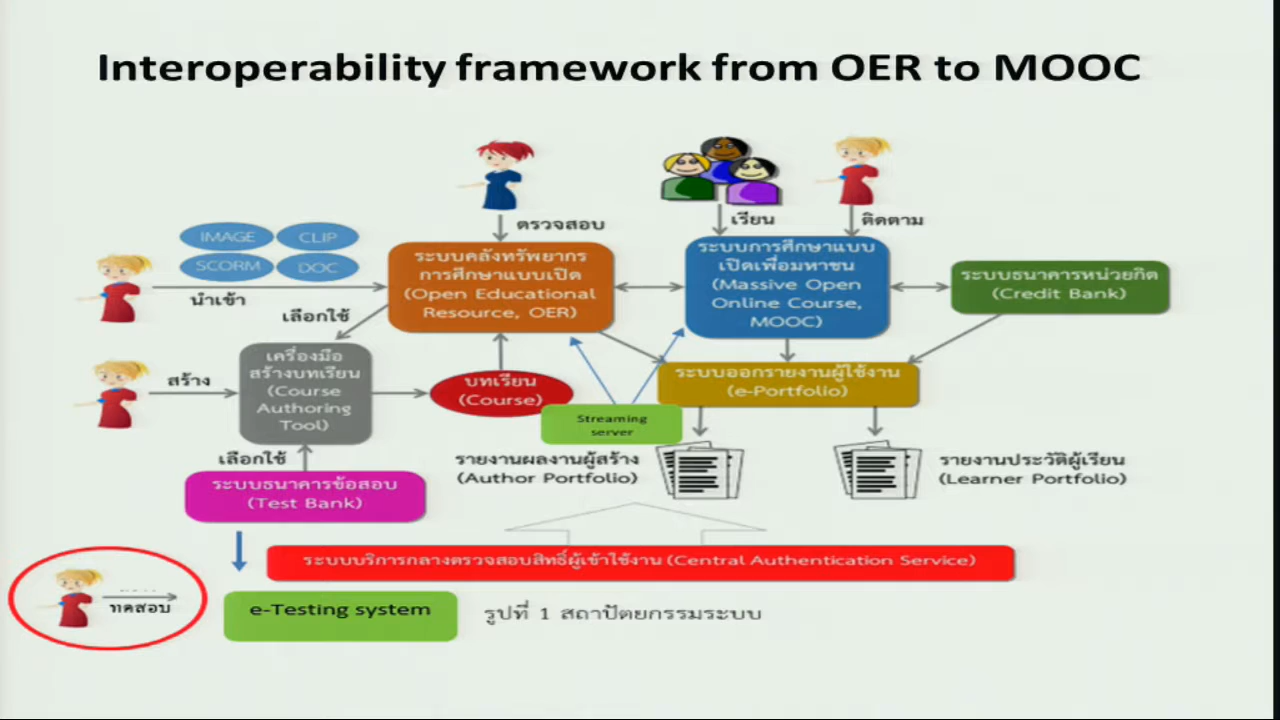 Interoperability framework from OER to MOOC
ตรวจสอบ
เรียน
ติดตาม
IMAGE
CLIP
SCORM
DOC
นำเข้า
ระบบคลังทรัพยากร
การศึกษาแบบเปิด
(Open Educational
Resource, OER)
ระบบการศึกษาแบบ
เปิดเพื่อมหาชน
(Massive Open
Online Course,
MOOC)
ระบบธนาคารหน่วยกิต
(Credit Bank)
เลือกใช้
สร้าง
เครื่องมือ
สร้างบทเรียน
(Course
Authoring
Tool)
บทเรียน
(Course)
ระบบออกรายงานผู้ใช้งาน
(e-Portfolio)
Streaming
server
เลือกใช้
ระบบธนาคารข้อสอบ
(Test Bank)
รายงานผลงานผู้สร้าง
(Author Portfolio)
รายงานประวัติผู้เรียน
(Learner Portfolio)
ระบบบริการกลางตรวจสอบสิทธิ์ผู้เข้าใช้งาน (Central Authentication Service)
ทดสอบ
e-Testing system
รูปที่ 1 สถาปัตยกรรมระบบ